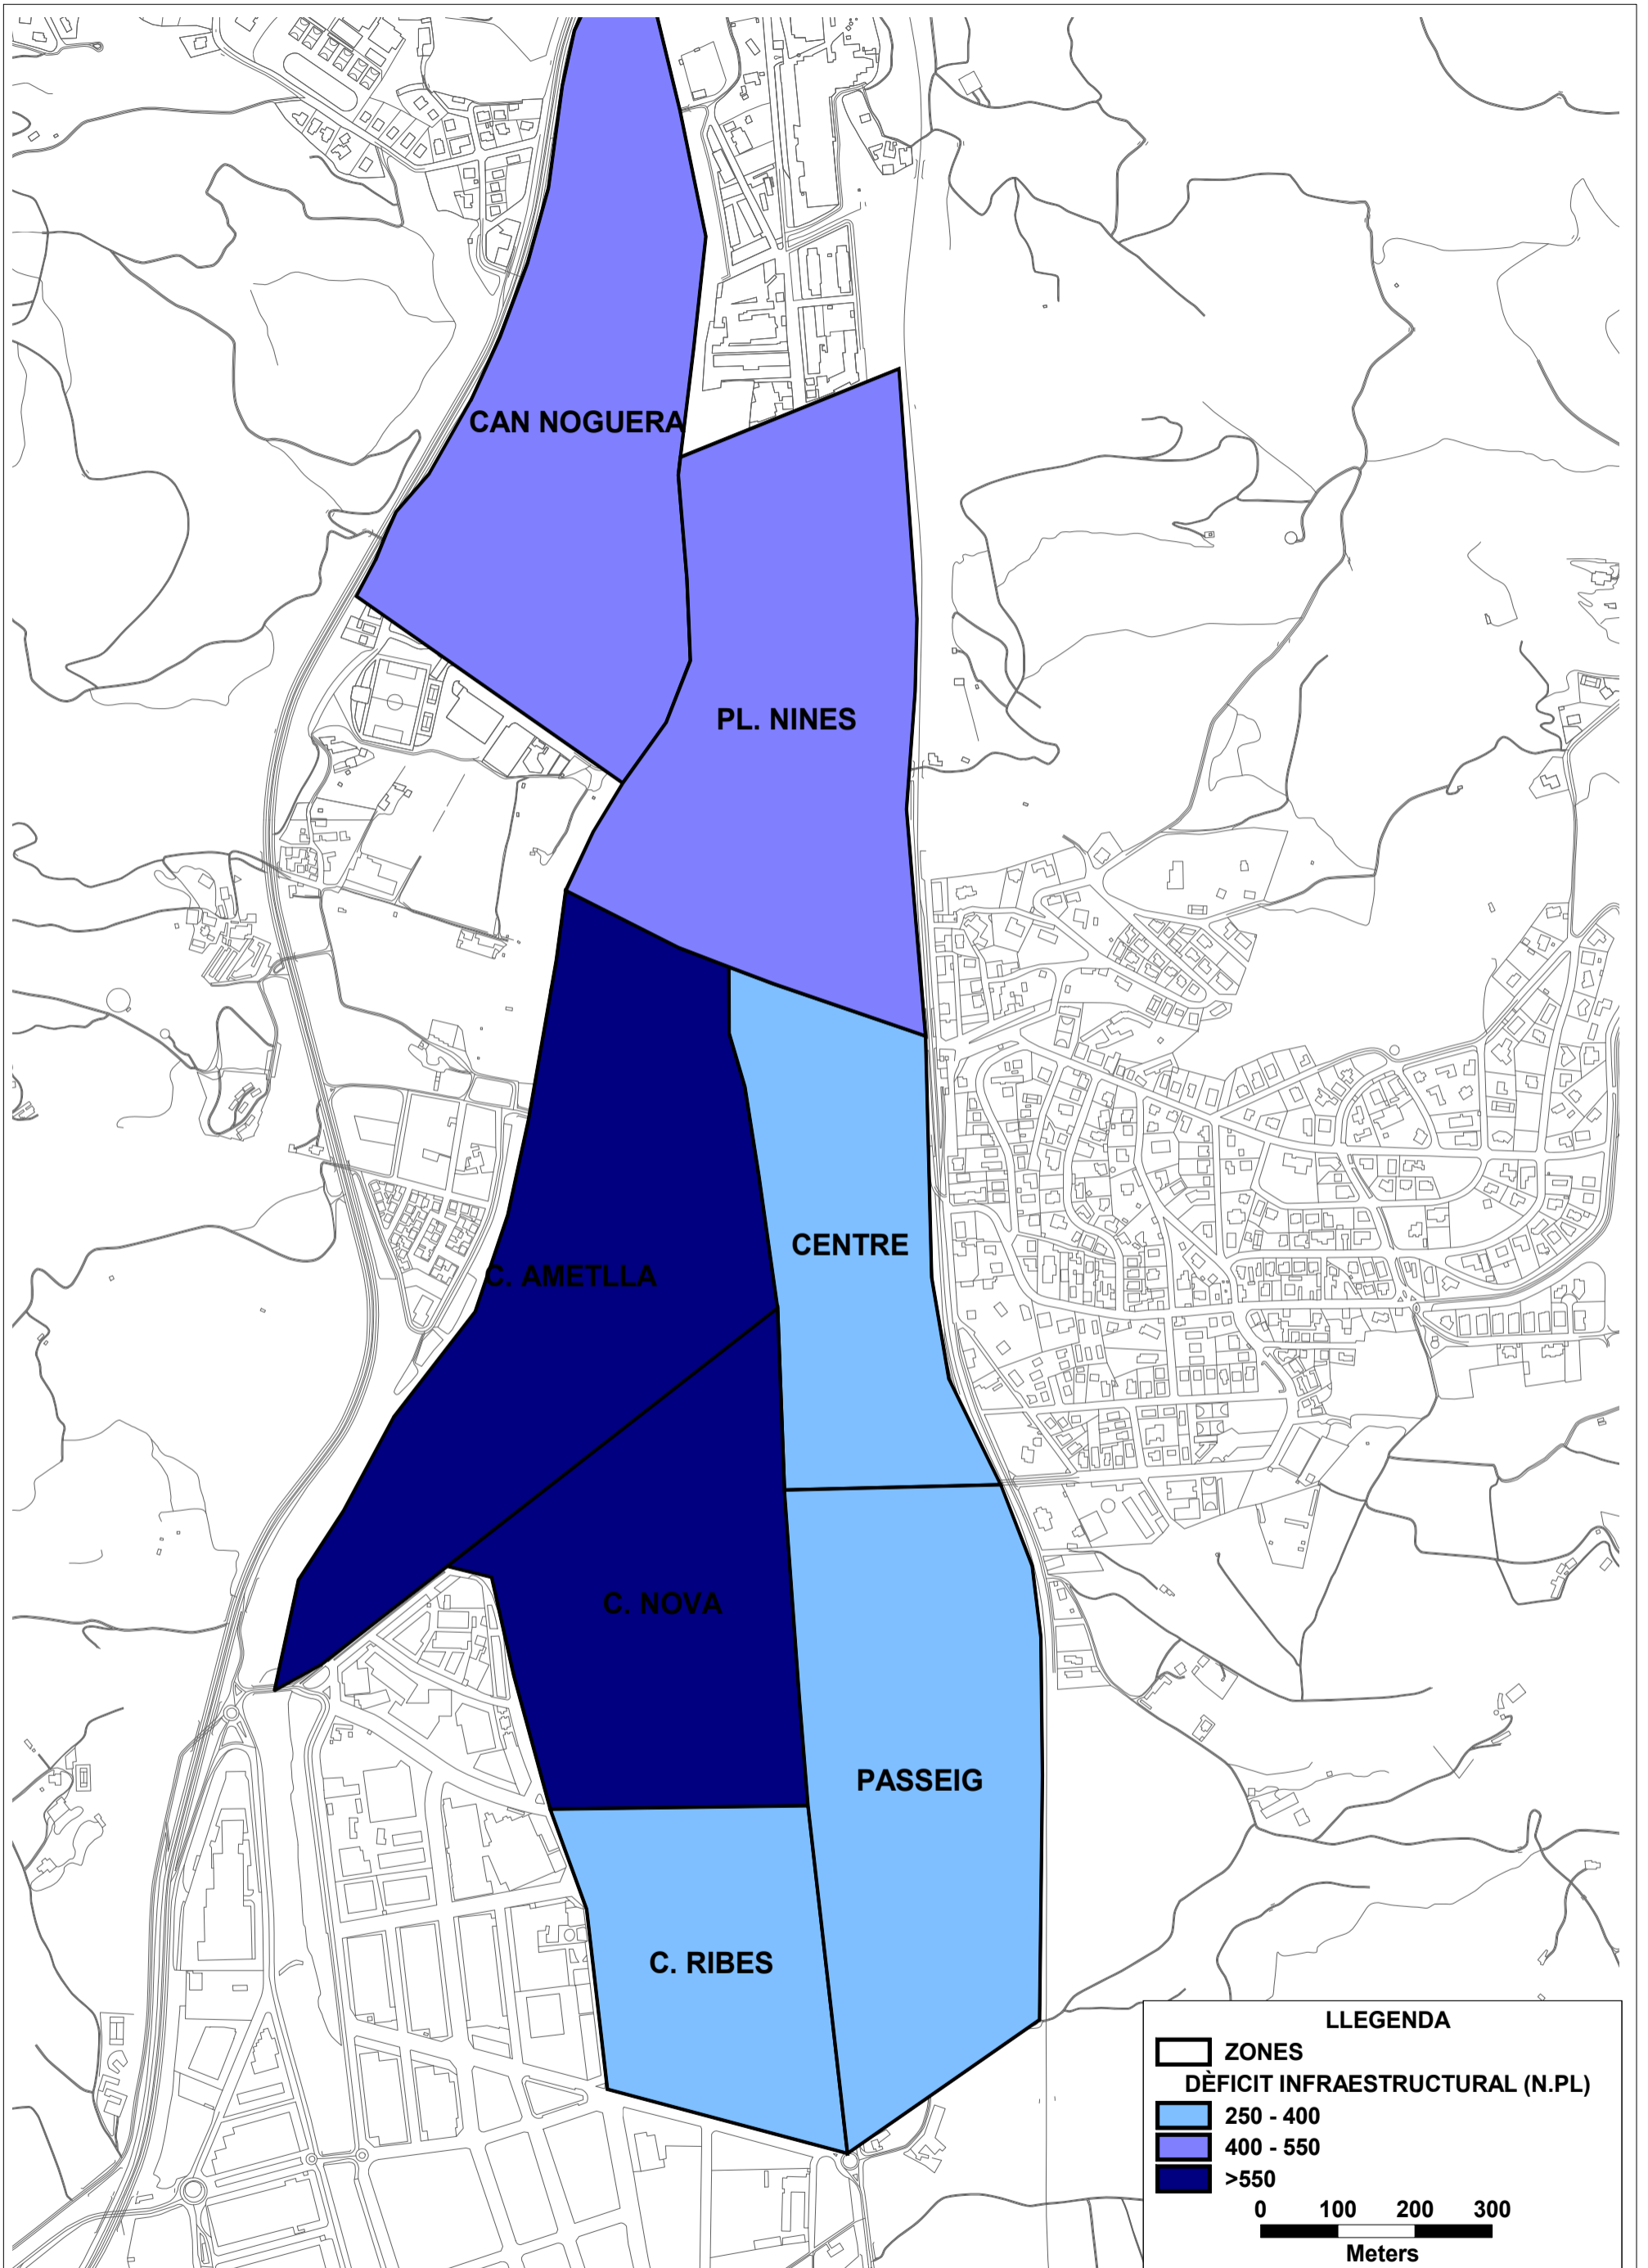 CAN NOGUERA
PL. NINES
CENTRE
C. AMETLLA
C. NOVA
PASSEIG
C. RIBES
LLEGENDA
ZONES
DÈFICIT INFRAESTRUCTURAL (N.PL)
250 - 400
400 - 550
>550
0 100 200 300
Meters